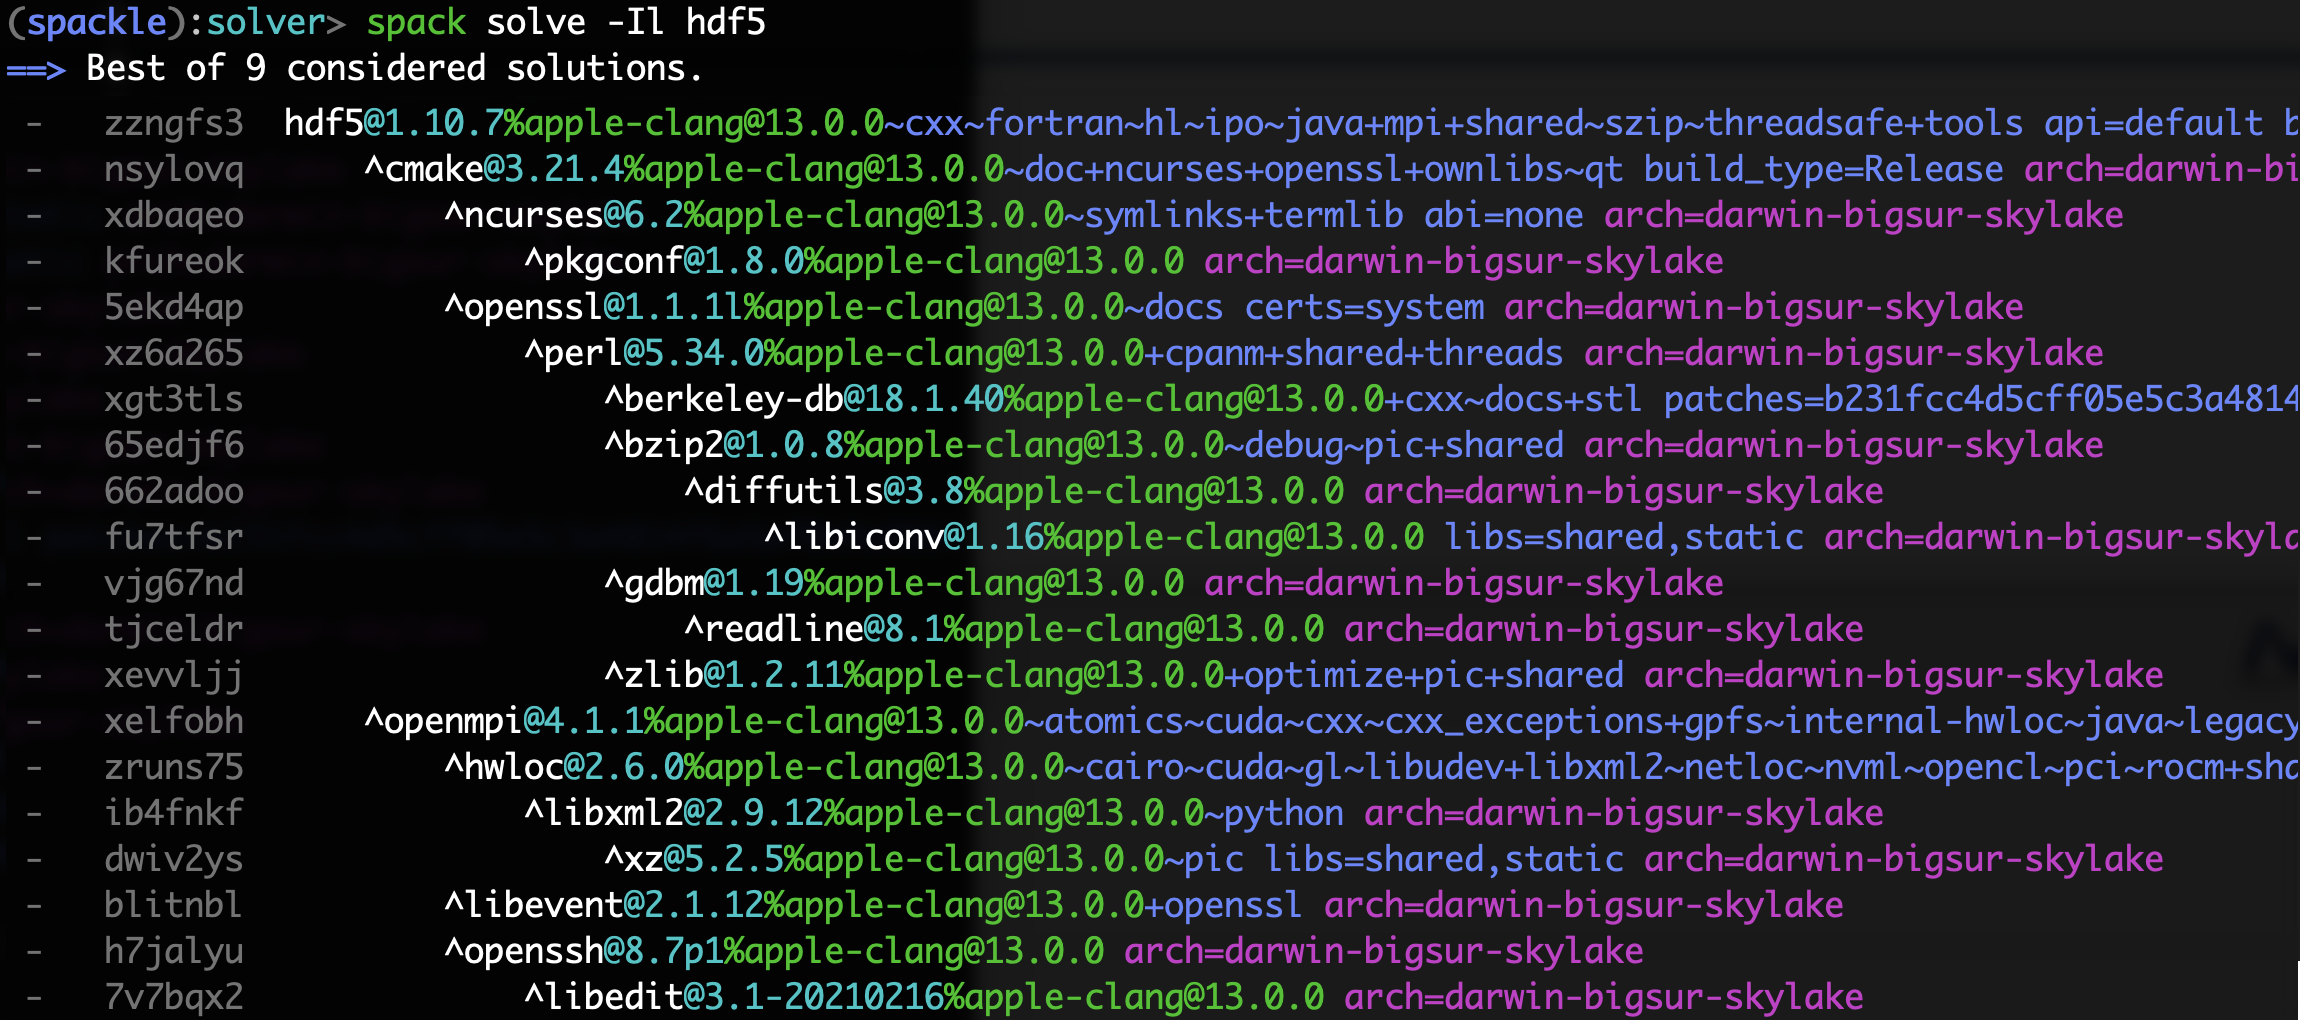 (spackle):solver> spack solve -Il hdf5
==> Best of 9 considered solutions.
- zzngfs3 hdf5@1.10.7%apple-clang@13.0.0~cxx~fortran~hl~ipo~java+mpi+shared~szip~threadsafe+tools api=default b
- nsylovq ^cmake@3.21.4%apple-clang@13.0.0~doc+ncurses+openssl+ownlibs~qt build_type=Release arch=darwin-bi
- xdbaqeo ^ncurses@6.2%apple-clang@13.0.0~symlinks+termlib abi=none arch=darwin-bigsur-skylake
- kfureok ^pkgconf@1.8.0%apple-clang@13.0.0 arch=darwin-bigsur-skylake
- 5ekd4ap ^openssl@1.1.1l%apple-clang@13.0.0~docs certs=system arch=darwin-bigsur-skylake
- xz6a265 ^perl@5.34.0%apple-clang@13.0.0+cpanm+shared+threads arch=darwin-bigsur-skylake
- xgt3tls ^berkeley-db@18.1.40%apple-clang@13.0.0+cxx~docs+stl patches=b231fcc4d5cff05e5c3a4814
- 65edjf6 ^bzip2@1.0.8%apple-clang@13.0.0~debug~pic+shared arch=darwin-bigsur-skylake
- 662adoo ^diffutils@3.8%apple-clang@13.0.0 arch=darwin-bigsur-skylake
- fu7tfsr ^libiconv@1.16%apple-clang@13.0.0 libs=shared,static arch=darwin-bigsur-skyla
- vjg67nd ^gdbm@1.19%apple-clang@13.0.0 arch=darwin-bigsur-skylake
- tjceldr ^readline@8.1%apple-clang@13.0.0 arch=darwin-bigsur-skylake
- xevvljj ^zlib@1.2.11%apple-clang@13.0.0+optimize+pic+shared arch=darwin-bigsur-skylake
- xelfobh ^openmpi@4.1.1%apple-clang@13.0.0~atomics~cuda~cxx~cxx_exceptions+gpfs~internal-hwloc~java~legacy
- zruns75 ^hwloc@2.6.0%apple-clang@13.0.0~cairo~cuda~gl~libudev+libxml2~netloc~nvml~opencl~pci~rocm+sha
- ib4fnkf ^libxml2@2.9.12%apple-clang@13.0.0~python arch=darwin-bigsur-skylake
- dwiv2ys ^xz@5.2.5%apple-clang@13.0.0~pic libs=shared,static arch=darwin-bigsur-skylake
- blitnbl ^libevent@2.1.12%apple-clang@13.0.0+openssl arch=darwin-bigsur-skylake
- h7jalyu ^openssh@8.7p1%apple-clang@13.0.0 arch=darwin-bigsur-skylake
- 7v7bqx2 ^libedit@3.1-20210216%apple-clang@13.0.0 arch=darwin-bigsur-skylake